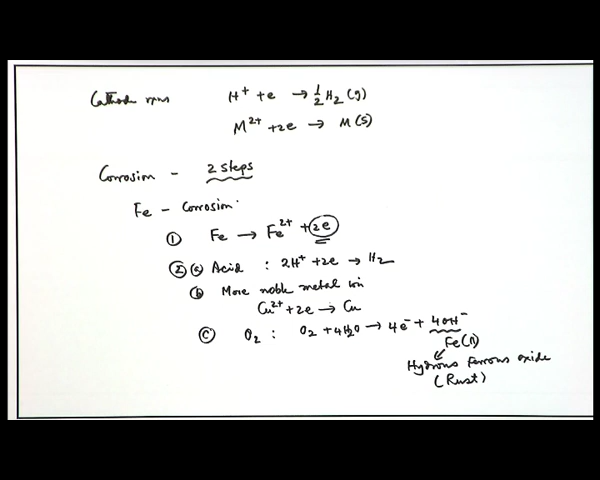 Cathode rxns H⁺ + e → ½ H₂ (g)
M²⁺ + 2e → M (s)
Corrosion - 2 steps
Fe - Corrosion
① Fe → Fe²⁺ + 2e
② (a) Acid : 2H⁺ + 2e → H₂
(b) More noble metal ion
Cu²⁺ + 2e → Cu
(c) O₂ : O₂ + 4H₂O → 4e⁻ + 4OH⁻
Fe(II)
Hydrous ferrous oxide
(Rust)